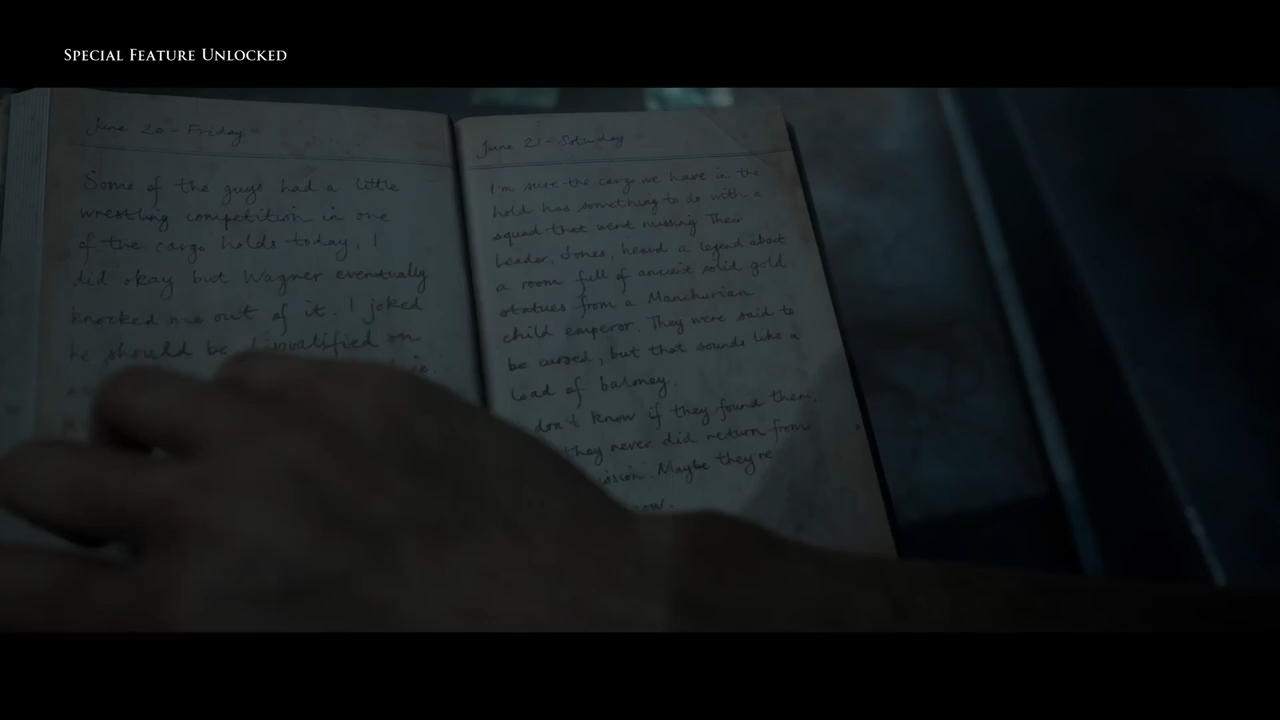 Special Feature Unlocked
June 20 - Friday
Some of the guys had a little
wrestling competition in one
of the cargo holds today. I
did okay but Wagner eventually
knocked me out of it. I joked
he should be disqualified on
June 21 - Saturday
I'm sure the cargo we have in the
hold has something to do with a
squad that went missing. Their
leader, Jones, heard a legend about
a room full of ancient solid gold
statues from a Manchurian
child emperor. They were said to
be cursed, but that sounds like a
load of baloney.
don't know if they found them,
they never did return from
Maybe they're